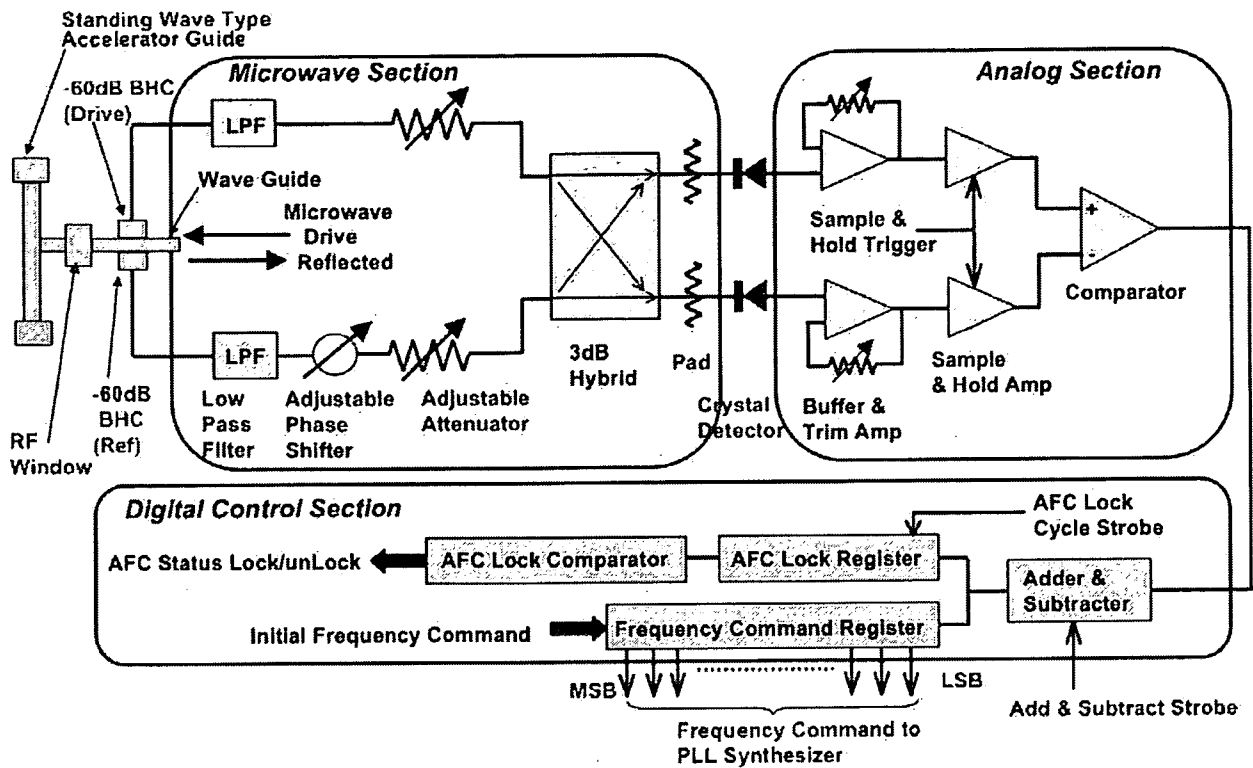 Standing Wave Type
Accelerator Guide
-60dB BHC
(Drive)
Microwave Section
Analog Section
LPF
Wave Guide
Microwave
Drive
Reflected
Sample &
Hold Trigger
+
-
Comparator
LPF
3dB
Hybrid
Pad
Sample
& Hold Amp
-60dB
BHC
(Ref)
Low
Pass
Filter
Adjustable
Phase
Shifter
Adjustable
Attenuator
Crystal
Detector
Buffer &
Trim Amp
RF
Window
Digital Control Section
AFC Lock
Cycle Strobe
AFC Status Lock/unLock
AFC Lock Comparator
AFC Lock Register
Adder &
Subtracter
Initial Frequency Command
Frequency Command Register
MSB
LSB
Add & Subtract Strobe
Frequency Command to
PLL Synthesizer